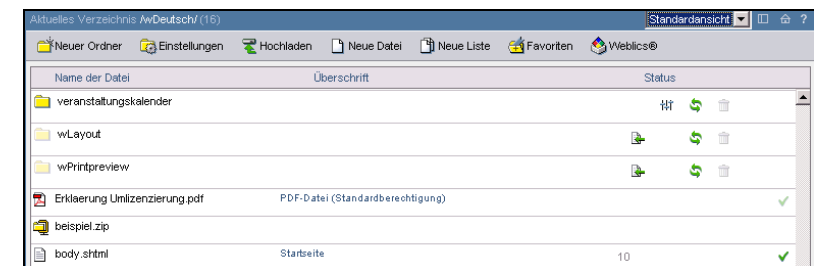 Aktuelles Verzeichnis /wDeutsch/ (16) Standardansicht ?
Neuer Ordner Einstellungen Hochladen Neue Datei Neue Liste Favoriten Weblics®
Name der Datei Überschrift Status
veranstaltungskalender
wLayout
wPrintpreview
Erklaerung Umlizenzierung.pdf PDF-Datei (Standardberechtigung)
beispiel.zip
body.shtml Startseite 10